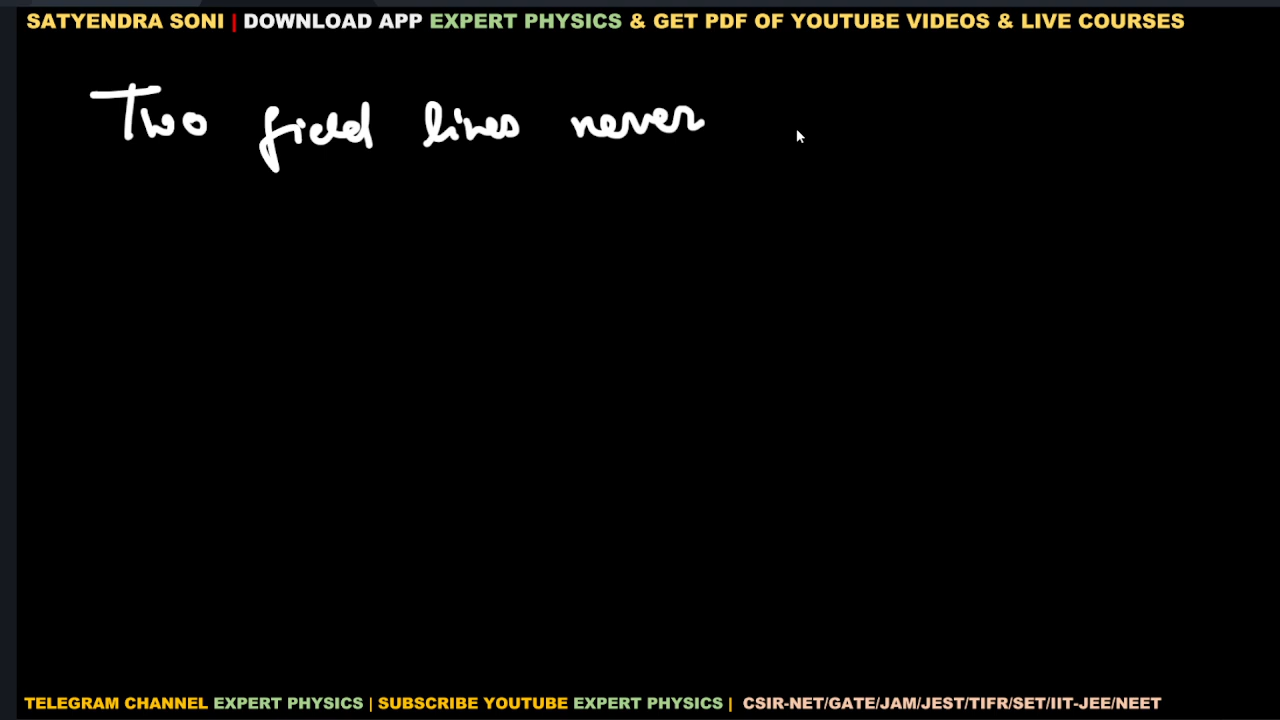 SATYENDRA SONI | DOWNLOAD APP EXPERT PHYSICS & GET PDF OF YOUTUBE VIDEOS & LIVE COURSES
Two field lines never
TELEGRAM CHANNEL EXPERT PHYSICS | SUBSCRIBE YOUTUBE EXPERT PHYSICS | CSIR-NET/GATE/JAM/JEST/TIFR/SET/IIT-JEE/NEET